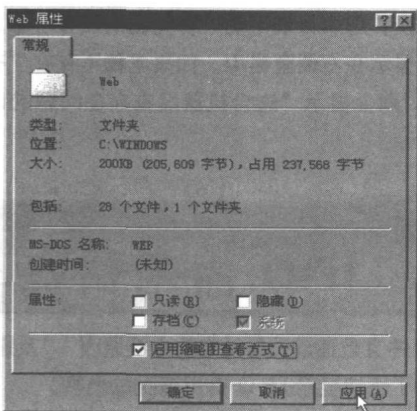 Web 属性
常规
Web
类型: 文件夹
位置: C:\WINDOWS
大小: 200KB (205,609 字节), 占用 237,568 字节
包括: 28 个文件, 1 个文件夹
MS-DOS 名称: WEB
创建时间: (未知)
属性: 只读(R) 隐藏(D)
存档(C) 系统
启用缩略图查看方式(T)
确定 取消 应用(A)